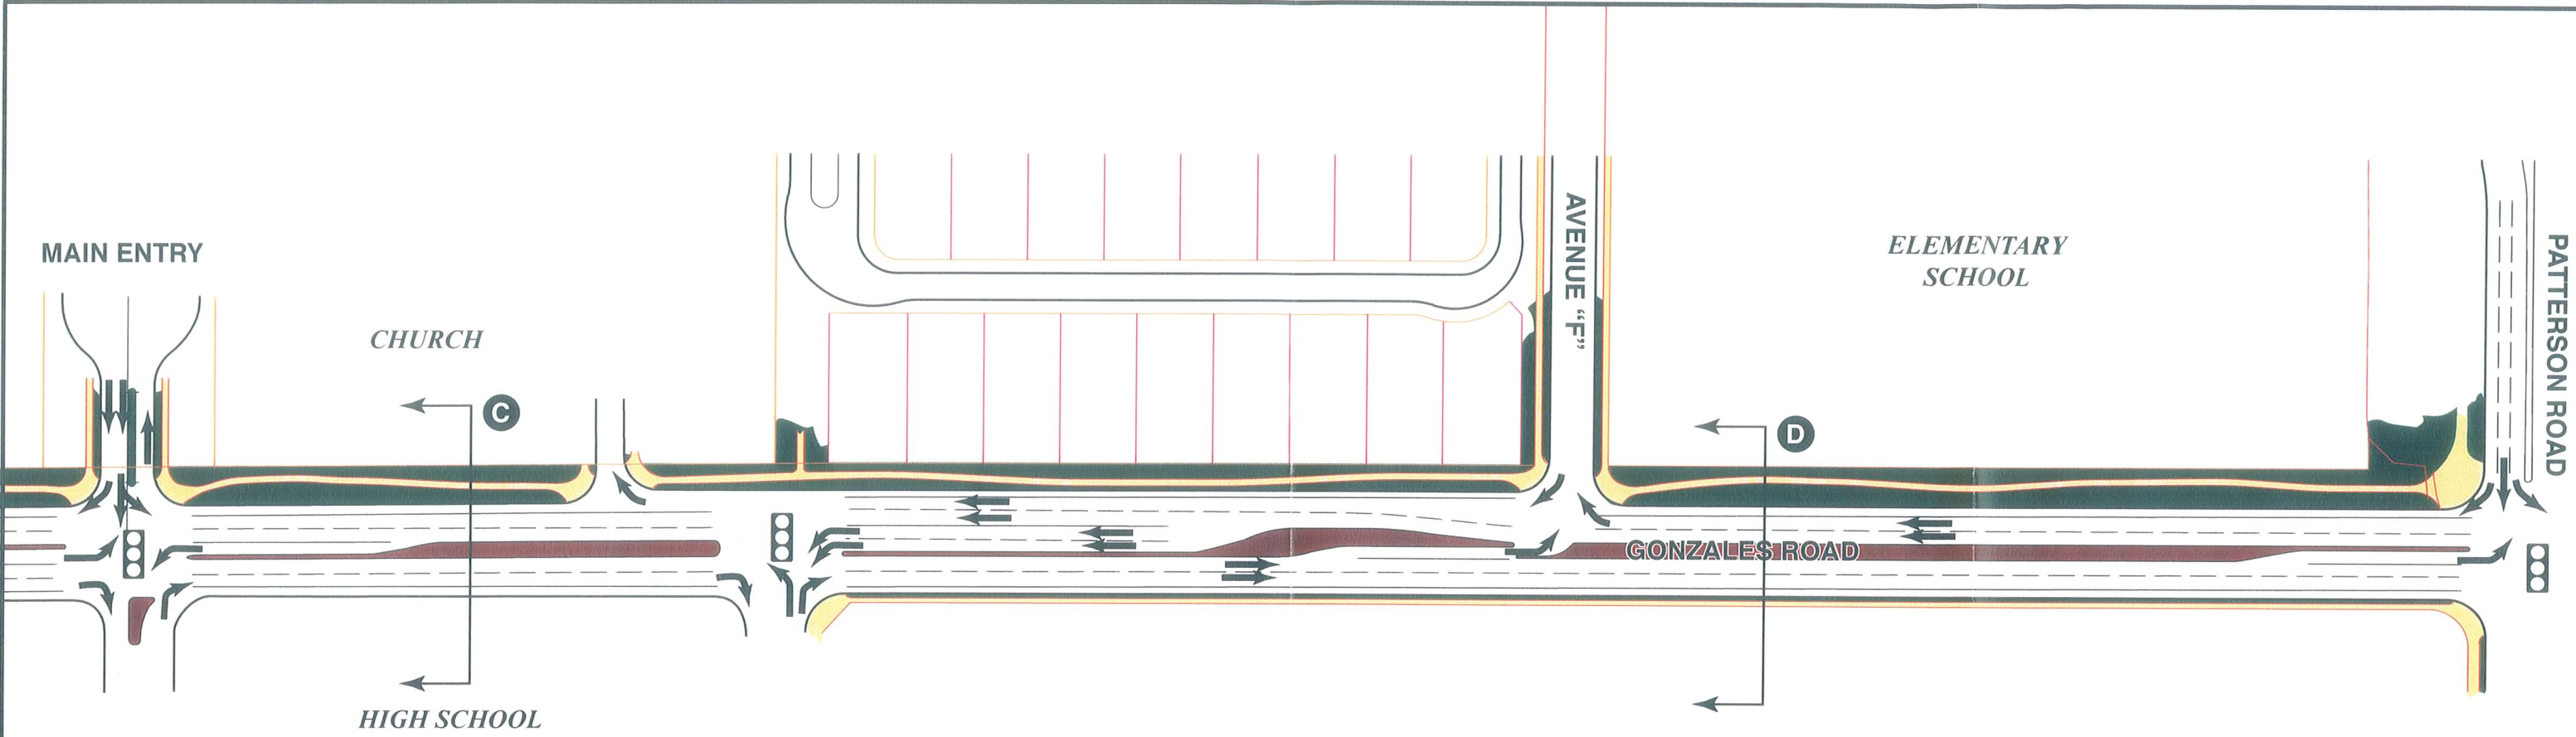 MAIN ENTRY
CHURCH
C
HIGH SCHOOL
AVENUE “F”
ELEMENTARY
SCHOOL
D
GONZALES ROAD
PATTERSON ROAD